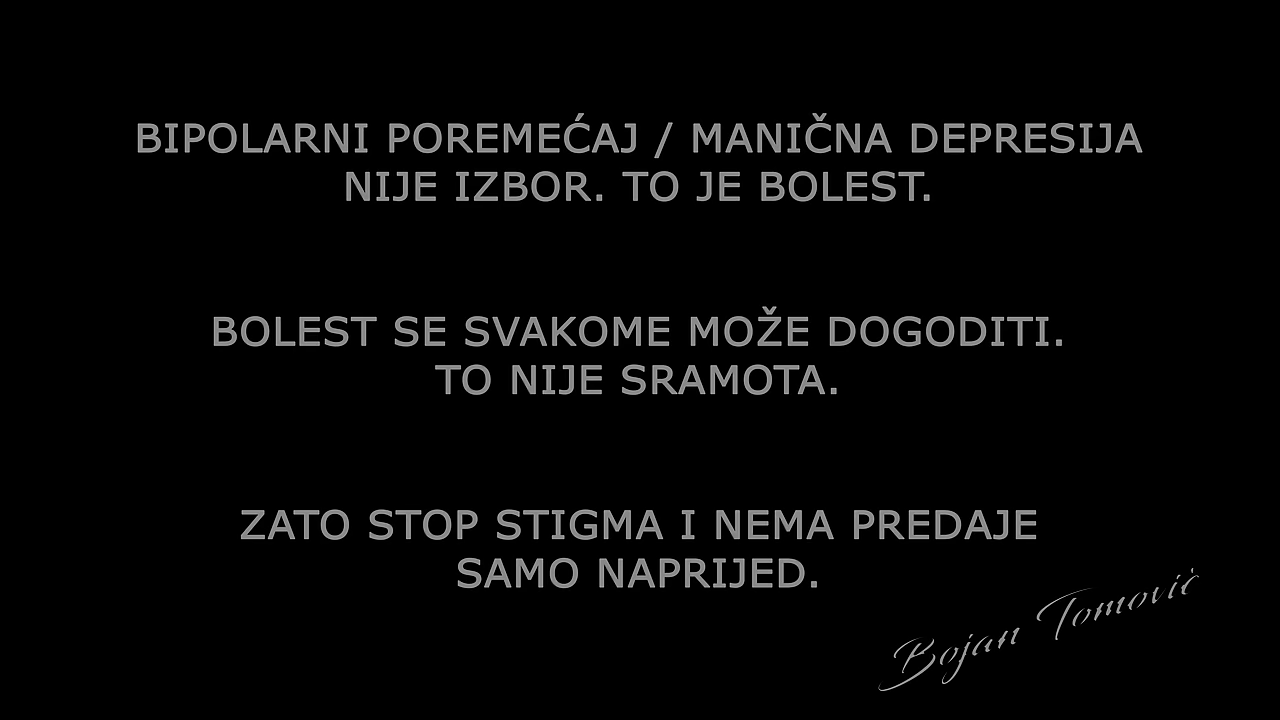 BIPOLARNI POREMEĆAJ / MANIČNA DEPRESIJA
NIJE IZBOR. TO JE BOLEST.
BOLEST SE SVAKOME MOŽE DOGODITI.
TO NIJE SRAMOTA.
ZATO STOP STIGMA I NEMA PREDAJE
SAMO NAPRIJED.
Bojan Tomović